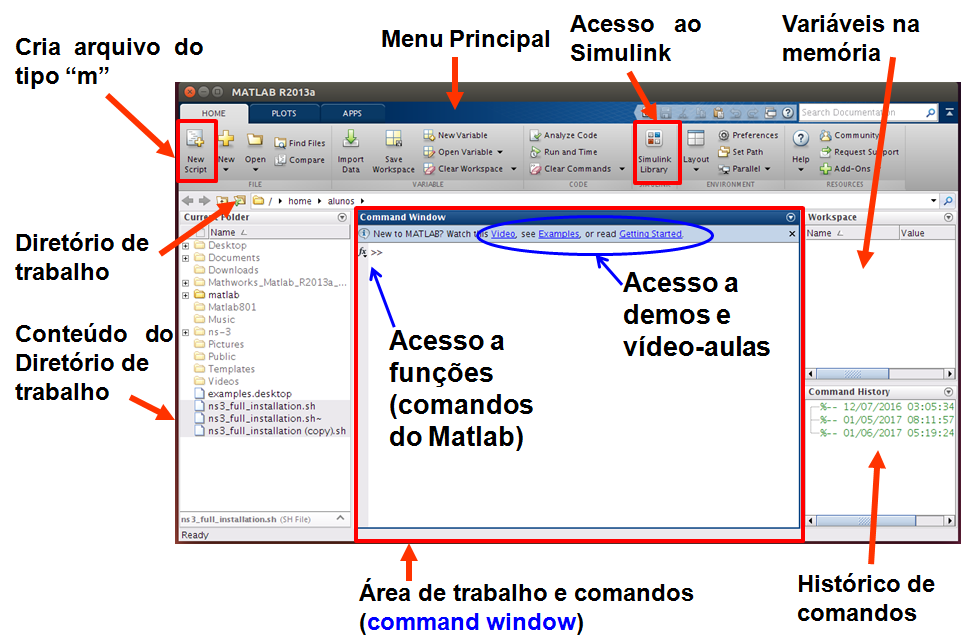 Cria arquivo do
tipo “m”
Menu Principal
Acesso ao
Simulink
Variáveis na
memória
MATLAB R2013a
HOME
PLOTS
APPS
Search Documentation
New
Script
New
Open
Find Files
Compare
Import
Data
Save
Workspace
New Variable
Open Variable
Clear Workspace
Analyze Code
Run and Time
Clear Commands
Simulink
Library
Layout
Preferences
Set Path
Parallel
Help
Community
Request Support
Add-Ons
FILE
VARIABLE
CODE
SIMULINK
ENVIRONMENT
RESOURCES
/ home alunos
Current Folder
Name
Desktop
Documents
Downloads
Mathworks_Matlab_R2013a_...
matlab
Matlab801
Music
ns-3
Pictures
Public
Templates
Videos
examples.desktop
ns3_full_installation.sh
ns3_full_installation.sh~
ns3_full_installation (copy).sh
ns3_full_installation.sh (SH File)
Ready
Command Window
New to MATLAB? Watch this Video, see Examples, or read Getting Started.
fx >>
Workspace
Name
Value
Command History
%-- 12/07/2016 03:05:34
%-- 01/05/2017 08:11:57
%-- 01/06/2017 05:19:24
Diretório de
trabalho
Conteúdo do
Diretório de
trabalho
Acesso a
funções
(comandos
do Matlab)
Acesso a
demos e
vídeo-aulas
Área de trabalho e comandos
(command window)
Histórico de
comandos